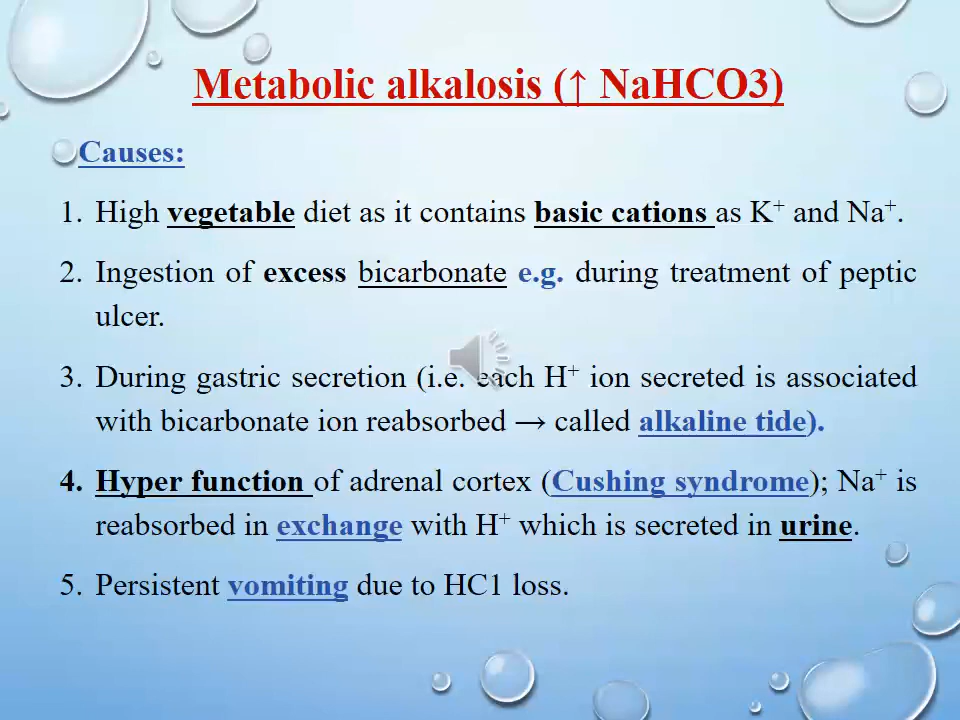 Metabolic alkalosis (↑ NaHCO3)
Causes:
1. High vegetable diet as it contains basic cations as K⁺ and Na⁺.
2. Ingestion of excess bicarbonate e.g. during treatment of peptic
ulcer.
3. During gastric secretion (i.e. each H⁺ ion secreted is associated
with bicarbonate ion reabsorbed → called alkaline tide).
4. Hyper function of adrenal cortex (Cushing syndrome); Na⁺ is
reabsorbed in exchange with H⁺ which is secreted in urine.
5. Persistent vomiting due to HC1 loss.